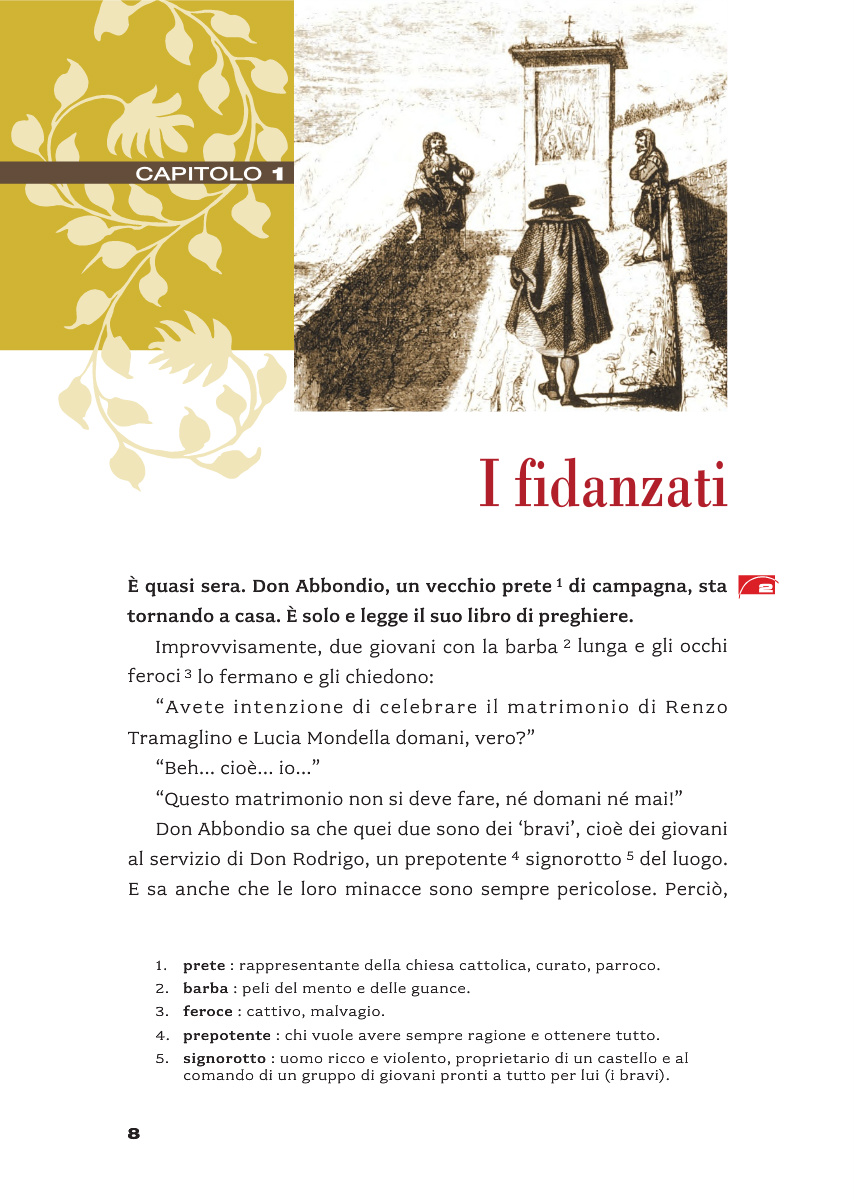 CAPITOLO 1
I fidanzati
È quasi sera. Don Abbondio, un vecchio prete 1 di campagna, sta
2
tornando a casa. È solo e legge il suo libro di preghiere.
Improvvisamente, due giovani con la barba 2 lunga e gli occhi
feroci 3 lo fermano e gli chiedono:
“Avete intenzione di celebrare il matrimonio di Renzo
Tramaglino e Lucia Mondella domani, vero?”
“Beh... cioè... io...”
“Questo matrimonio non si deve fare, né domani né mai!”
Don Abbondio sa che quei due sono dei ‘bravi’, cioè dei giovani
al servizio di Don Rodrigo, un prepotente 4 signorotto 5 del luogo.
E sa anche che le loro minacce sono sempre pericolose. Perciò,
1. prete : rappresentante della chiesa cattolica, curato, parroco.
2. barba : peli del mento e delle guance.
3. feroce : cattivo, malvagio.
4. prepotente : chi vuole avere sempre ragione e ottenere tutto.
5. signorotto : uomo ricco e violento, proprietario di un castello e al
comando di un gruppo di giovani pronti a tutto per lui (i bravi).
8